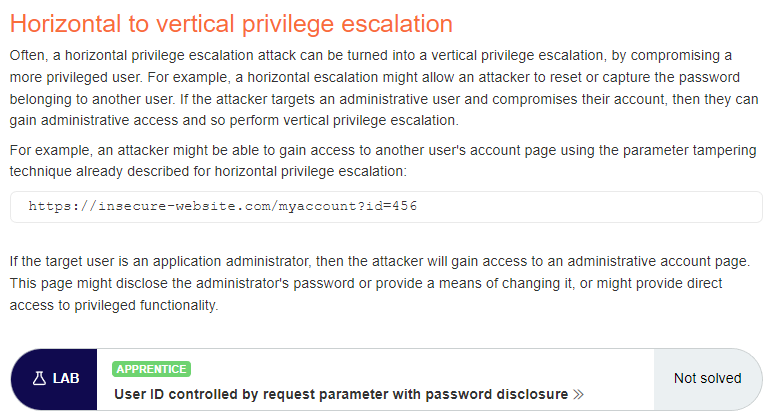 Horizontal to vertical privilege escalation
Often, a horizontal privilege escalation attack can be turned into a vertical privilege escalation, by compromising a
more privileged user. For example, a horizontal escalation might allow an attacker to reset or capture the password
belonging to another user. If the attacker targets an administrative user and compromises their account, then they can
gain administrative access and so perform vertical privilege escalation.
For example, an attacker might be able to gain access to another user's account page using the parameter tampering
technique already described for horizontal privilege escalation:
https://insecure-website.com/myaccount?id=456
If the target user is an application administrator, then the attacker will gain access to an administrative account page.
This page might disclose the administrator's password or provide a means of changing it, or might provide direct
access to privileged functionality.
LAB
APPRENTICE
User ID controlled by request parameter with password disclosure »
Not solved